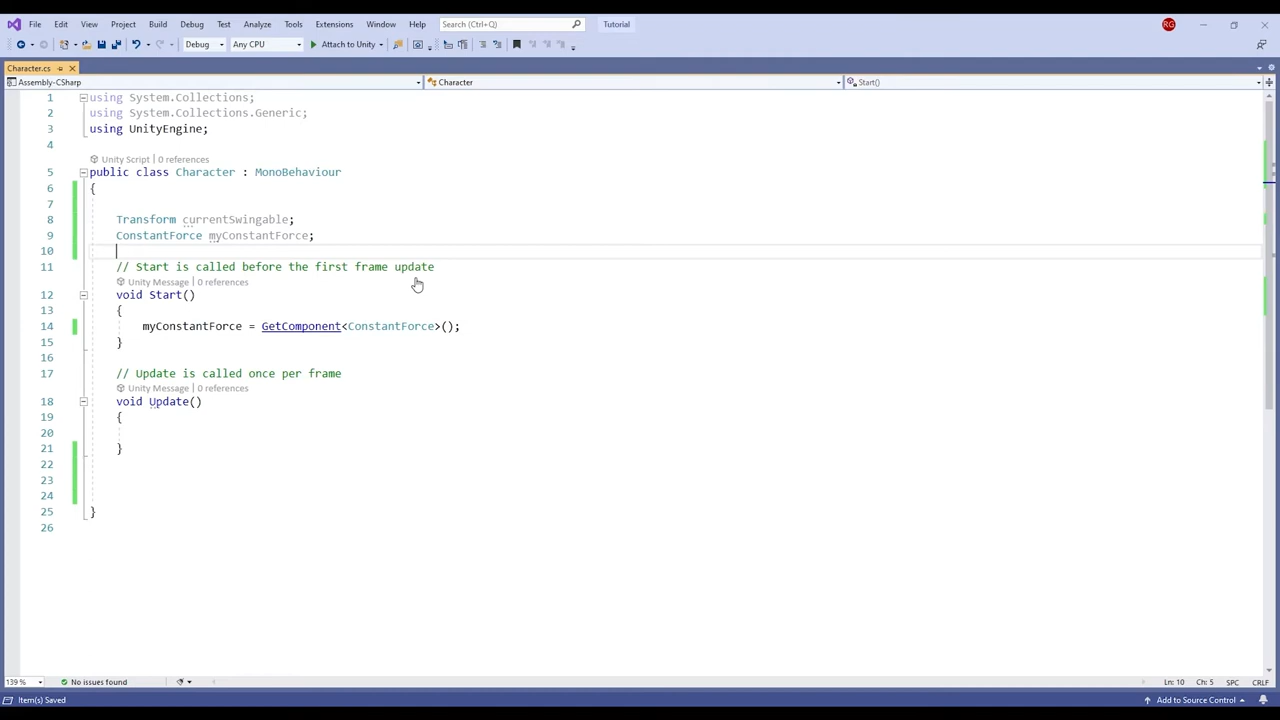 File Edit View Project Build Debug Test Analyze Tools Extensions Window Help Search (Ctrl+Q) Tutorial RG
Debug Any CPU Attach to Unity
Character.cs
Assembly-CSharp Character Start()
1 using System.Collections;
2 using System.Collections.Generic;
3 using UnityEngine;
4
Unity Script | 0 references
5 public class Character : MonoBehaviour
6 {
7
8 Transform currentSwingable;
9 ConstantForce myConstantForce;
10
11 // Start is called before the first frame update
Unity Message | 0 references
12 void Start()
13 {
14 myConstantForce = GetComponent<ConstantForce>();
15 }
16
17 // Update is called once per frame
Unity Message | 0 references
18 void Update()
19 {
20
21 }
22
23
24
25 }
26
139 % No issues found Ln: 10 Ch: 5 SPC CRLF
Item(s) Saved Add to Source Control